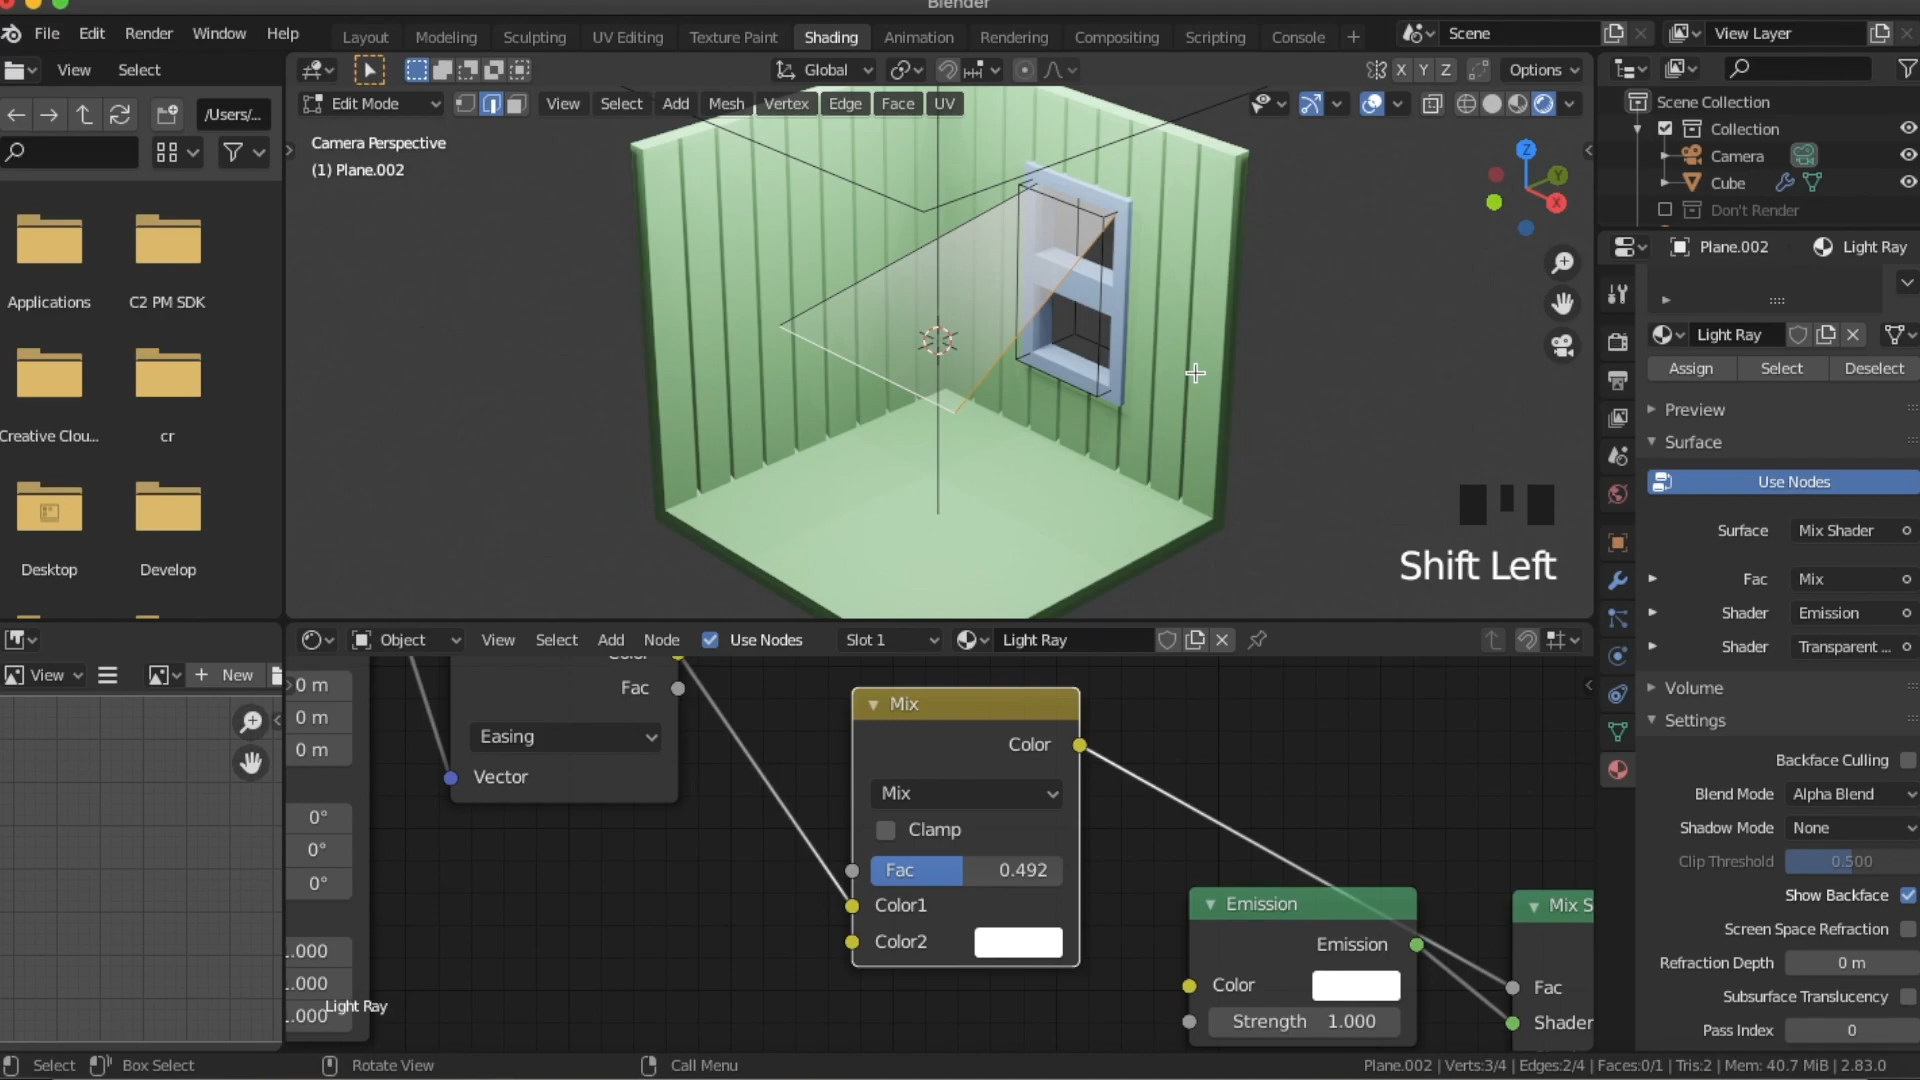 Blender
File Edit Render Window Help
Layout Modeling Sculpting UV Editing Texture Paint Shading Animation Rendering Compositing Scripting Console +
Scene
View Layer
View Select
Global
X Y Z
Options
/Users/...
Edit Mode
View Select Add Mesh Vertex Edge Face UV
Camera Perspective
(1) Plane.002
Z
Y
X
Scene Collection
Collection
Camera
Cube
Don't Render
Plane.002
Light Ray
Applications
C2 PM SDK
Creative Clou...
cr
Desktop
Develop
Shift Left
Light Ray
Assign Select Deselect
Preview
Surface
Use Nodes
Surface Mix Shader
Fac Mix
Shader Emission
Shader Transparent ...
Volume
Settings
Backface Culling
Blend Mode Alpha Blend
Shadow Mode None
Clip Threshold 0.500
Show Backface
Screen Space Refraction
Refraction Depth 0 m
Subsurface Translucency
Pass Index 0
Object View Select Add Node Use Nodes Slot 1 Light Ray
View + New
0 m
0 m
0 m
0°
0°
0°
.000
.000
.000
Light Ray
Fac
Easing
Vector
Mix
Color
Mix
Clamp
Fac 0.492
Color1
Color2
Emission
Emission
Color
Strength 1.000
Mix S
Fac
Shader
Select Box Select Rotate View Call Menu
Plane.002 | Verts:3/4 | Edges:2/4 | Faces:0/1 | Tris:2 | Mem: 40.7 MiB | 2.83.0